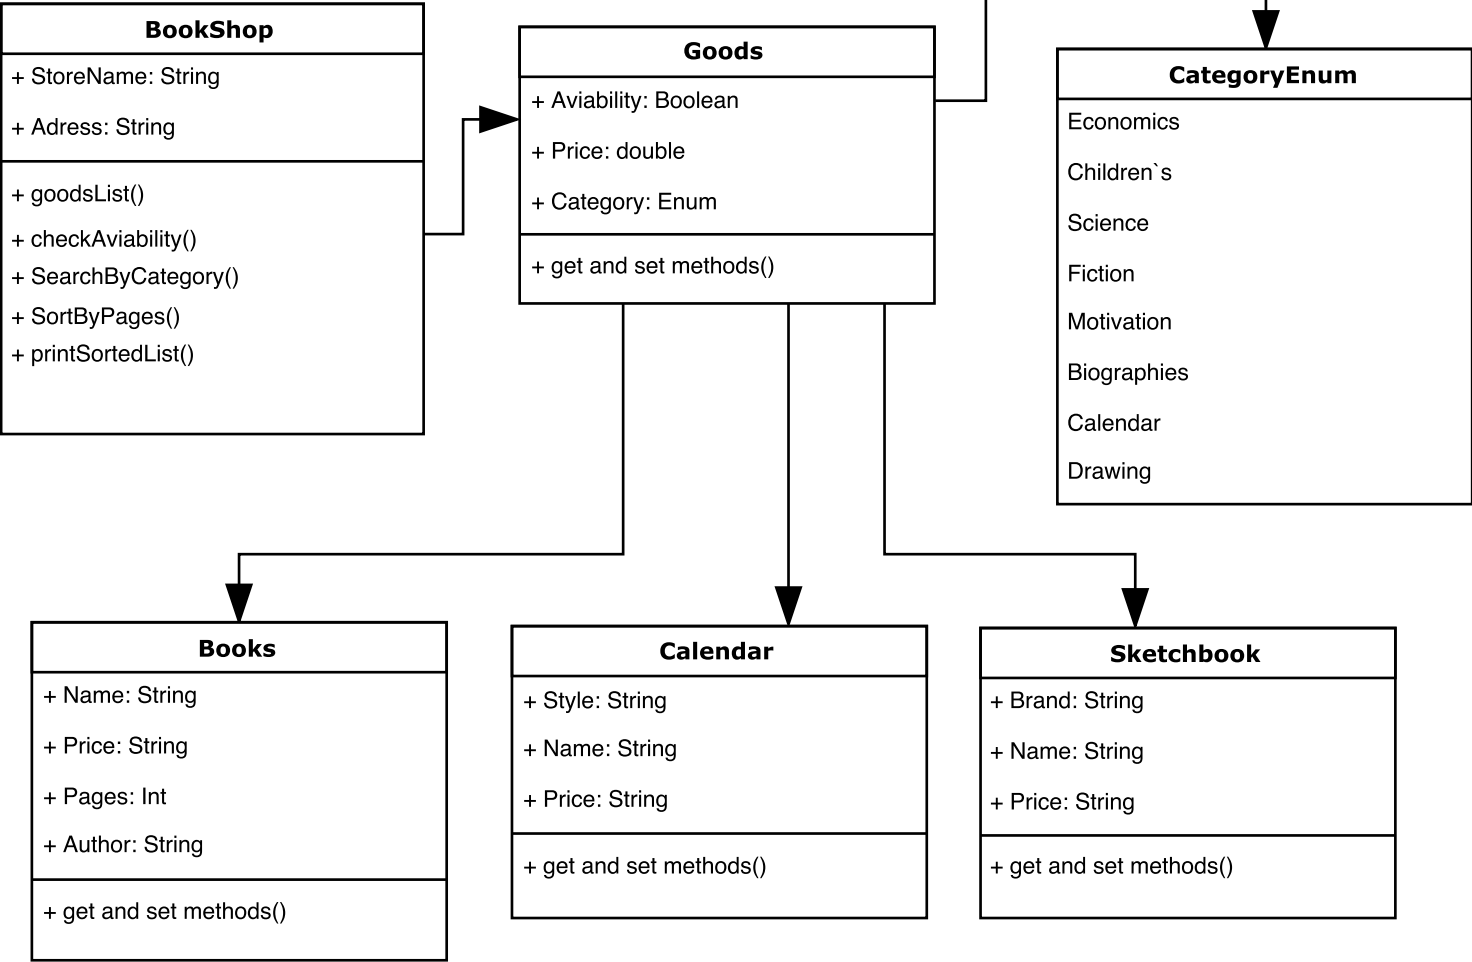 BookShop
+ StoreName: String
+ Adress: String
+ goodsList()
+ checkAviability()
+ SearchByCategory()
+ SortByPages()
+ printSortedList()
Goods
+ Aviability: Boolean
+ Price: double
+ Category: Enum
+ get and set methods()
CategoryEnum
Economics
Children`s
Science
Fiction
Motivation
Biographies
Calendar
Drawing
Books
+ Name: String
+ Price: String
+ Pages: Int
+ Author: String
+ get and set methods()
Calendar
+ Style: String
+ Name: String
+ Price: String
+ get and set methods()
Sketchbook
+ Brand: String
+ Name: String
+ Price: String
+ get and set methods()